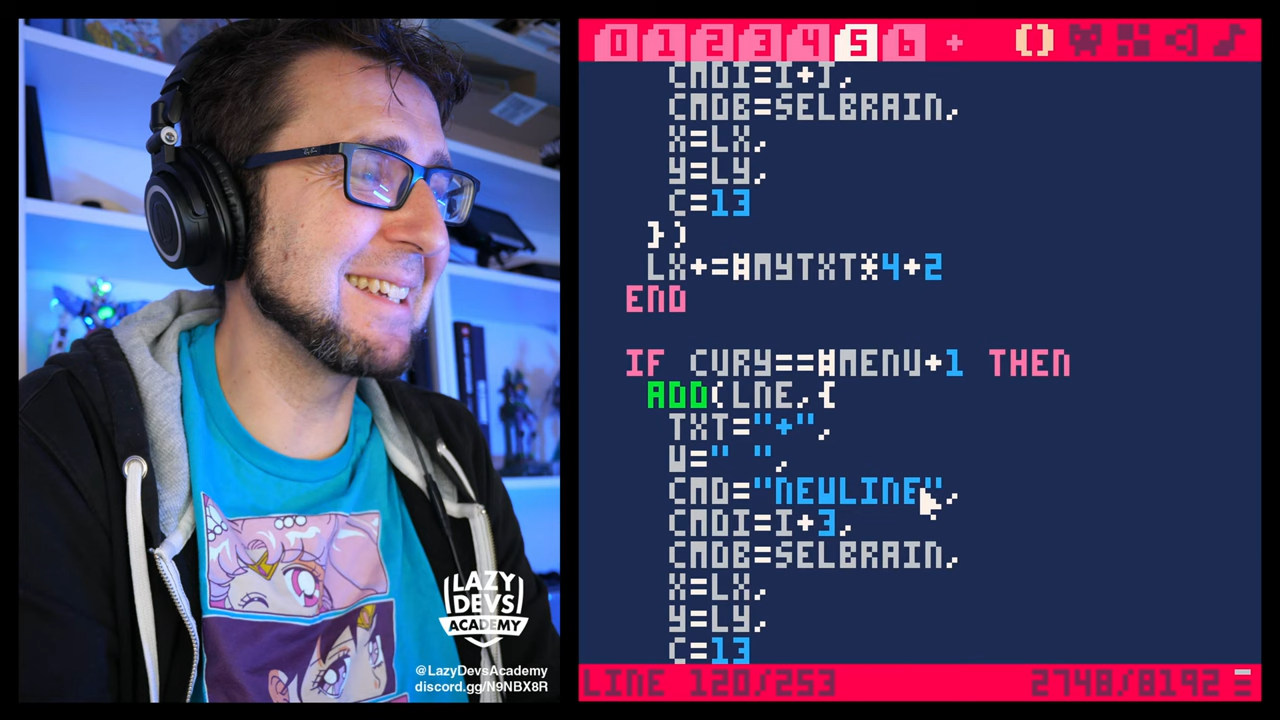 LAZY
DEVS
ACADEMY
@LazyDevsAcademy
discord.gg/N9NBX8R
0 1 2 3 4 5 6 + ()
CMDI=I+J,
CMDB=SELBRAIN,
X=LX,
Y=LY,
C=13
})
LX+=#MYTXT*4+2
END
IF CURY==#MENU+1 THEN
ADD(LNE,{
TXT="+",
W=" ",
CMD="NEWLINE",
CMDI=I+3,
CMDB=SELBRAIN,
X=LX,
Y=LY,
C=13
LINE 120/253
2748/8192